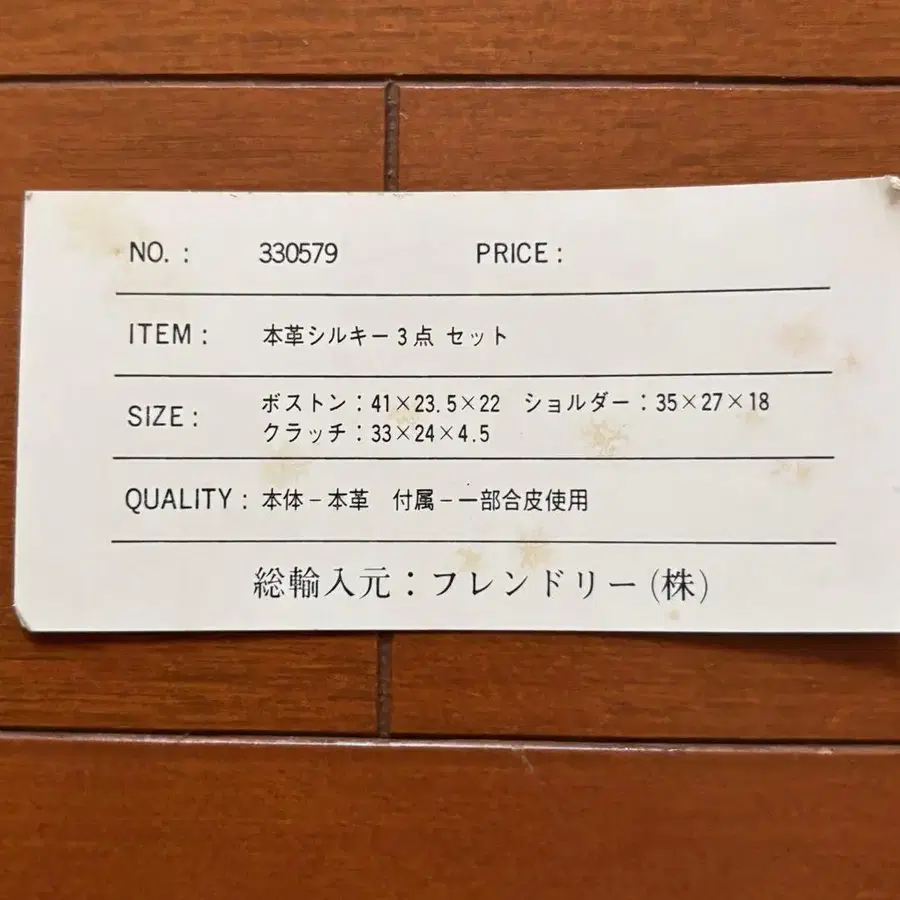 NO. : 330579 PRICE :
ITEM : 本革シルキー3点 セット
SIZE : ボストン：41×23.5×22 ショルダー：35×27×18
クラッチ：33×24×4.5
QUALITY : 本体－本革 付属－一部合皮使用
総輸入元：フレンドリー(株)